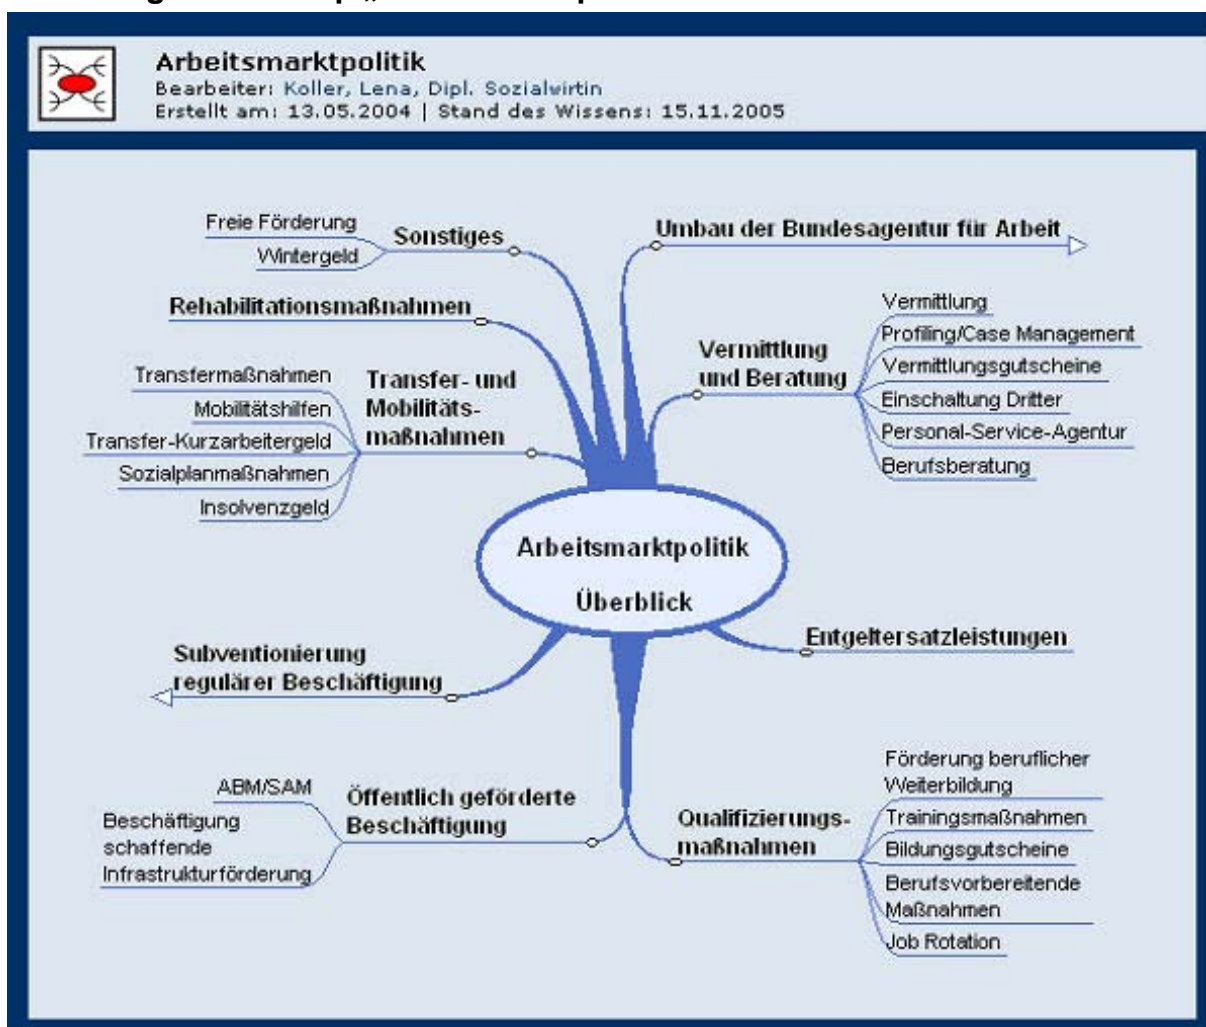 Arbeitsmarktpolitik
Bearbeiter: Koller, Lena, Dipl. Sozialwirtin
Erstellt am: 13.05.2004 | Stand des Wissens: 15.11.2005
Freie Förderung
Wintergeld
Sonstiges
Rehabilitationsmaßnahmen
Transfermaßnahmen
Mobilitätshilfen
Transfer-Kurzarbeitergeld
Sozialplanmaßnahmen
Insolvenzgeld
Transfer- und
Mobilitäts-
maßnahmen
Umbau der Bundesagentur für Arbeit
Vermittlung
und Beratung
Vermittlung
Profiling/Case Management
Vermittlungsgutscheine
Einschaltung Dritter
Personal-Service-Agentur
Berufsberatung
Arbeitsmarktpolitik
Überblick
Subventionierung
regulärer Beschäftigung
Entgeltersatzleistungen
ABM/SAM
Beschäftigung
schaffende
Infrastrukturförderung
Öffentlich geförderte
Beschäftigung
Qualifizierungs-
maßnahmen
Förderung beruflicher
Weiterbildung
Trainingsmaßnahmen
Bildungsgutscheine
Berufsvorbereitende
Maßnahmen
Job Rotation